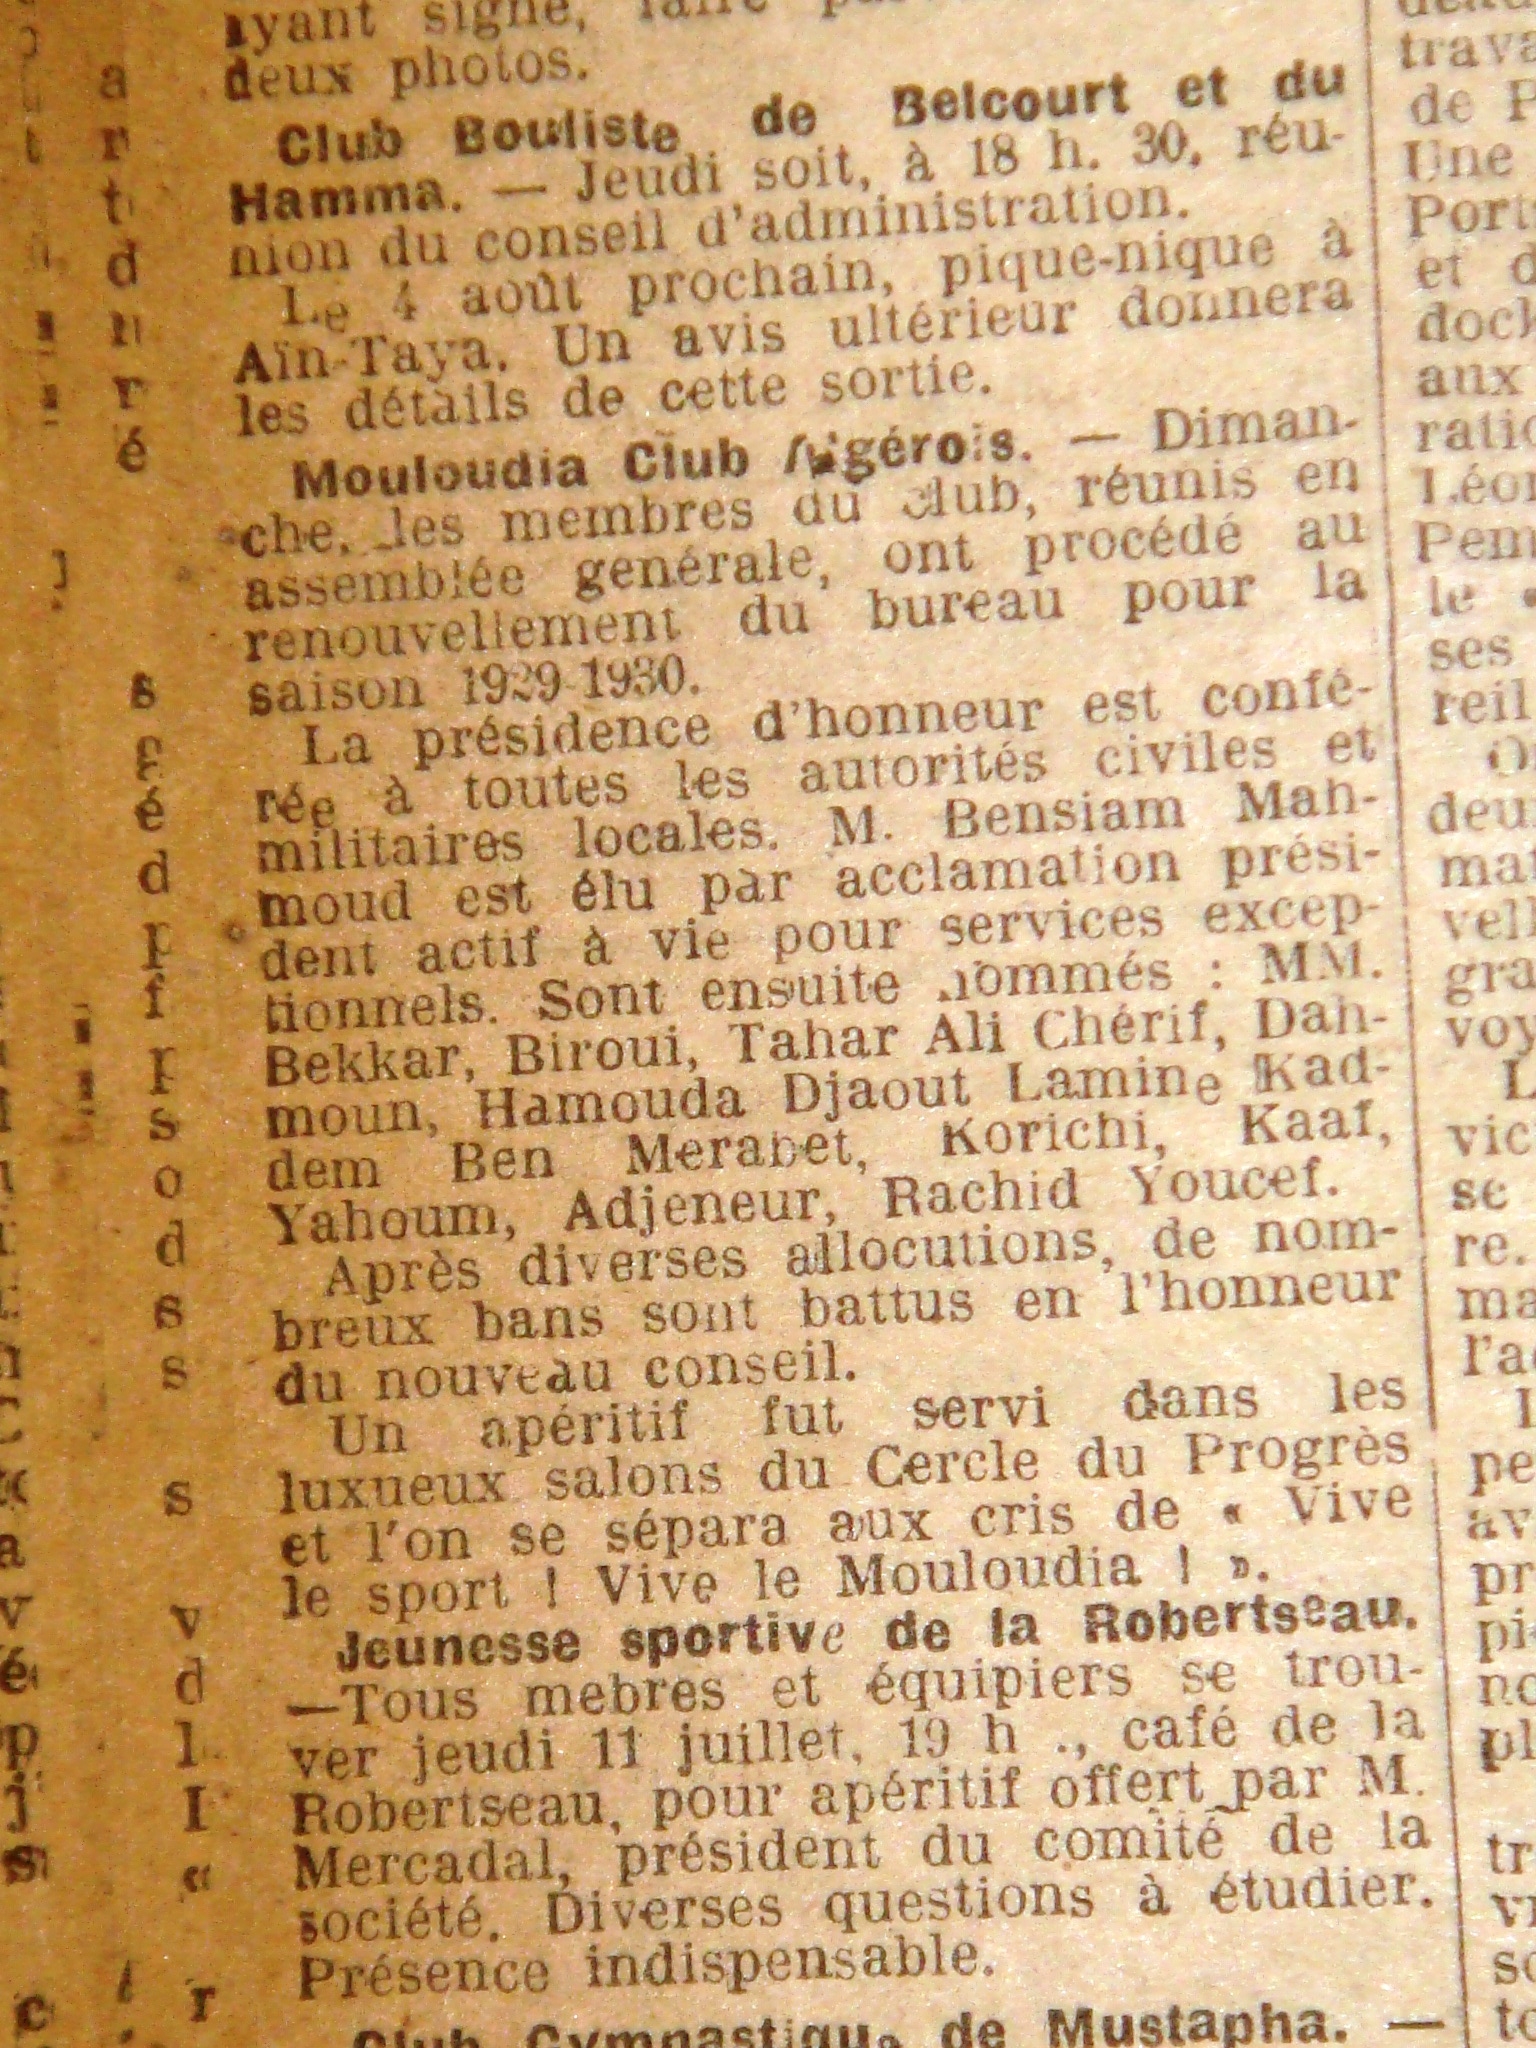 deux photos.
Club Bouliste de Belcourt et du
Hamma. — Jeudi soit, à 18 h. 30, réu-
nion du conseil d'administration.
Le 4 août prochain, pique-nique à
Aïn-Taya. Un avis ultérieur donnera
les détails de cette sortie.
Mouloudia Club Algérois. — Diman-
che, les membres du club, réunis en
assemblée générale, ont procédé au
renouvellement du bureau pour la
saison 1929-1930.
La présidence d'honneur est confé-
rée à toutes les autorités civiles et
militaires locales. M. Bensiam Mah-
moud est élu par acclamation prési-
dent actif à vie pour services excep-
tionnels. Sont ensuite nommés : MM.
Bekkar, Biroui, Tahar Ali Chérif, Dah-
moun, Hamouda Djaout Lamine Kad-
dem Ben Merabet, Korichi, Kaaf,
Yahoum, Adjeneur, Rachid Youcef.
Après diverses allocutions, de nom-
breux bans sont battus en l'honneur
du nouveau conseil.
Un apéritif fut servi dans les
luxueux salons du Cercle du Progrès
et l'on se sépara aux cris de « Vive
le sport ! Vive le Mouloudia ! ».
Jeunesse sportive de la Robertseau.
—Tous mebres et équipiers se trou-
ver jeudi 11 juillet, 19 h ., café de la
Robertseau, pour apéritif offert par M.
Mercadal, président du comité de la
société. Diverses questions à étudier.
Présence indispensable.
Club Gymnastique de Mustapha. —